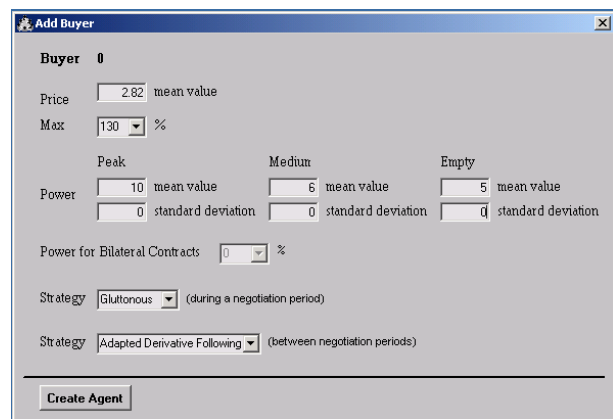 Add Buyer
Buyer 0
Price 2.82 mean value
Max 130 %
Peak Medium Empty
Power 10 mean value 6 mean value 5 mean value
0 standard deviation 0 standard deviation 0 standard deviation
Power for Bilateral Contracts 0 %
Strategy Gluttonous (during a negotiation period)
Strategy Adapted Derivative Following (between negotiation periods)
Create Agent